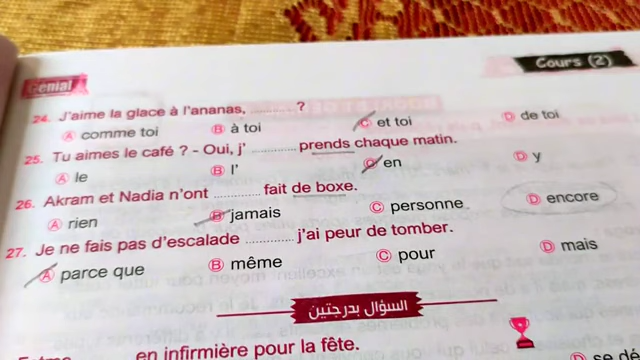 Génial
Cours (2)
24. J'aime la glace à l'ananas, ........ ?
A comme toi B à toi C et toi D de toi
25. Tu aimes le café ? - Oui, j' ........... prends chaque matin.
A le B l' C en D y
26. Akram et Nadia n'ont ............ fait de boxe.
A rien B jamais C personne D encore
27. Je ne fais pas d'escalade ............. j'ai peur de tomber.
A parce que B même C pour D mais
السؤال بدرجتين
en infirmière pour la fête.